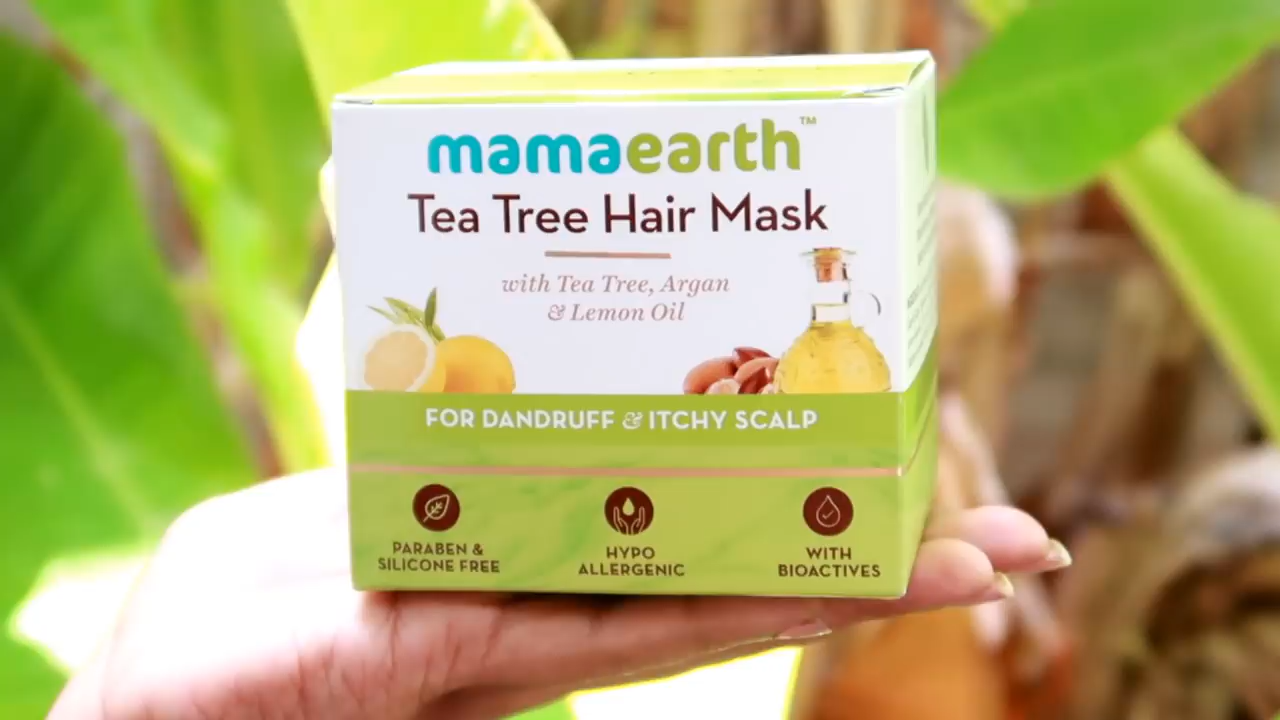 mamaearth™
Tea Tree Hair Mask
with Tea Tree, Argan
& Lemon Oil
FOR DANDRUFF & ITCHY SCALP
PARABEN &
SILICONE FREE
HYPO
ALLERGENIC
WITH
BIOACTIVES